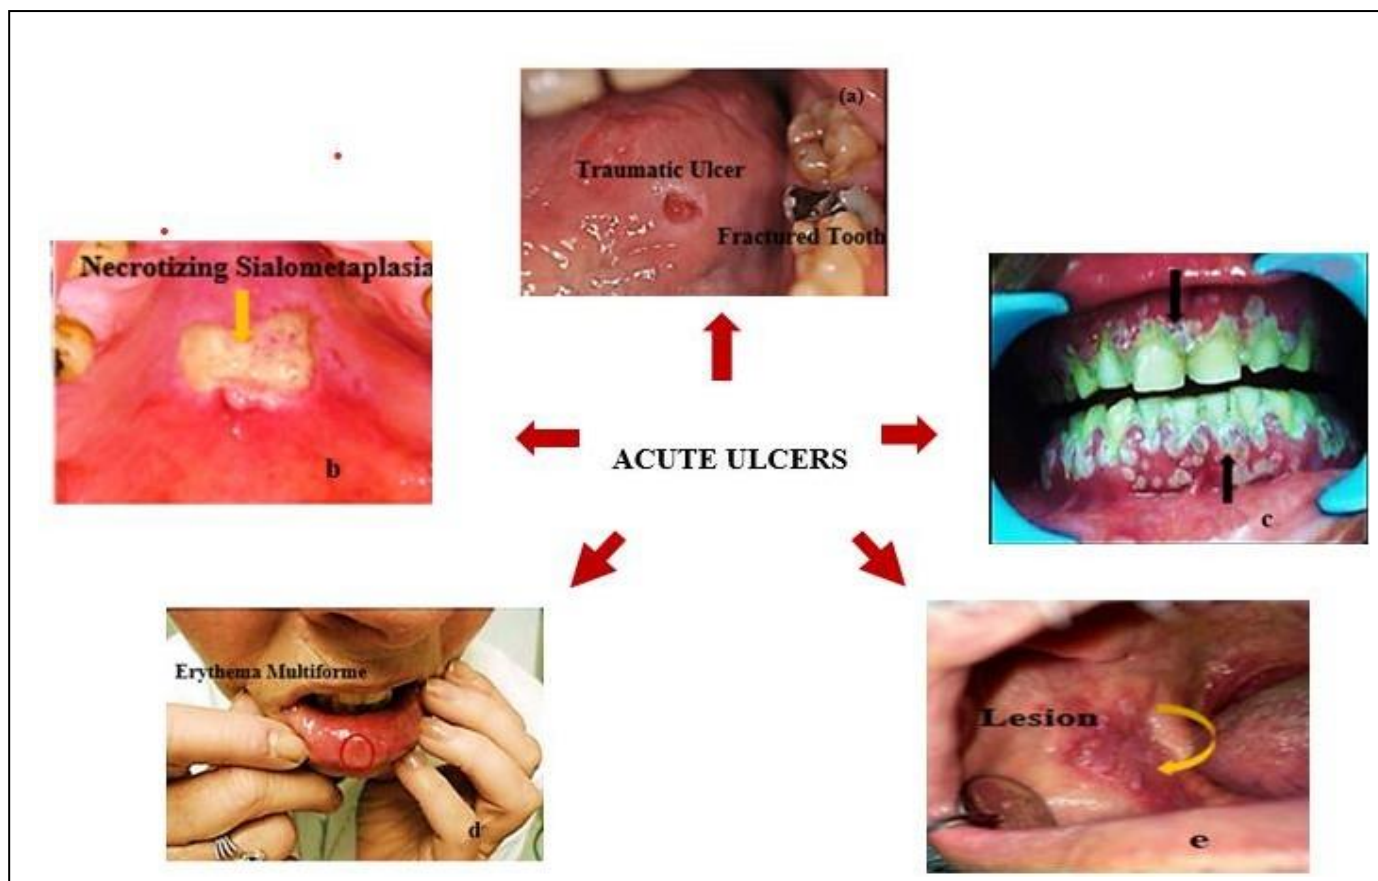 (a)
Traumatic Ulcer
Fractured Tooth
Necrotizing Sialometaplasia
b
c
ACUTE ULCERS
Erythema Multiforme
d
Lesion
e